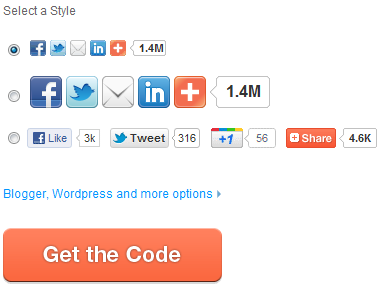 Select a Style
1.4M
1.4M
Like 3k Tweet 316 +1 56 Share 4.6K
Blogger, Wordpress and more options
Get the Code